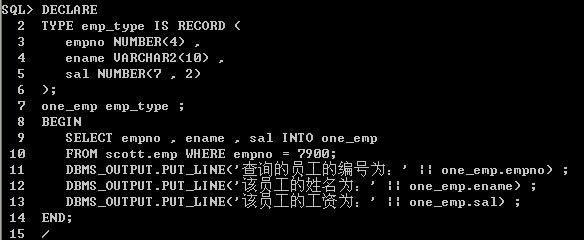 SQL> DECLARE
2 TYPE emp_type IS RECORD (
3 empno NUMBER(4) ,
4 ename VARCHAR2(10) ,
5 sal NUMBER(7 , 2)
6 );
7 one_emp emp_type ;
8 BEGIN
9 SELECT empno , ename , sal INTO one_emp
10 FROM scott.emp WHERE empno = 7900;
11 DBMS_OUTPUT.PUT_LINE('查询的员工的编号为：' || one_emp.empno) ;
12 DBMS_OUTPUT.PUT_LINE('该员工的姓名为：' || one_emp.ename) ;
13 DBMS_OUTPUT.PUT_LINE('该员工的工资为：' || one_emp.sal) ;
14 END;
15 /